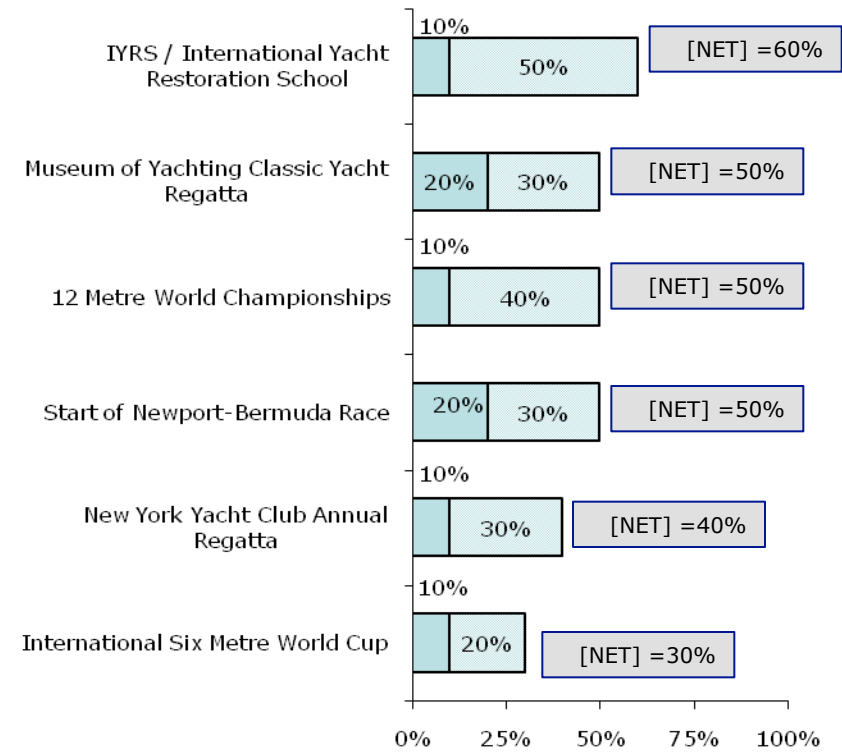 10%
IYRS / International Yacht
Restoration School
50%
[NET] =60%
Museum of Yachting Classic Yacht
Regatta
20%
30%
[NET] =50%
10%
12 Metre World Championships
40%
[NET] =50%
Start of Newport-Bermuda Race
20%
30%
[NET] =50%
10%
New York Yacht Club Annual
Regatta
30%
[NET] =40%
10%
International Six Metre World Cup
20%
[NET] =30%
0% 25% 50% 75% 100%